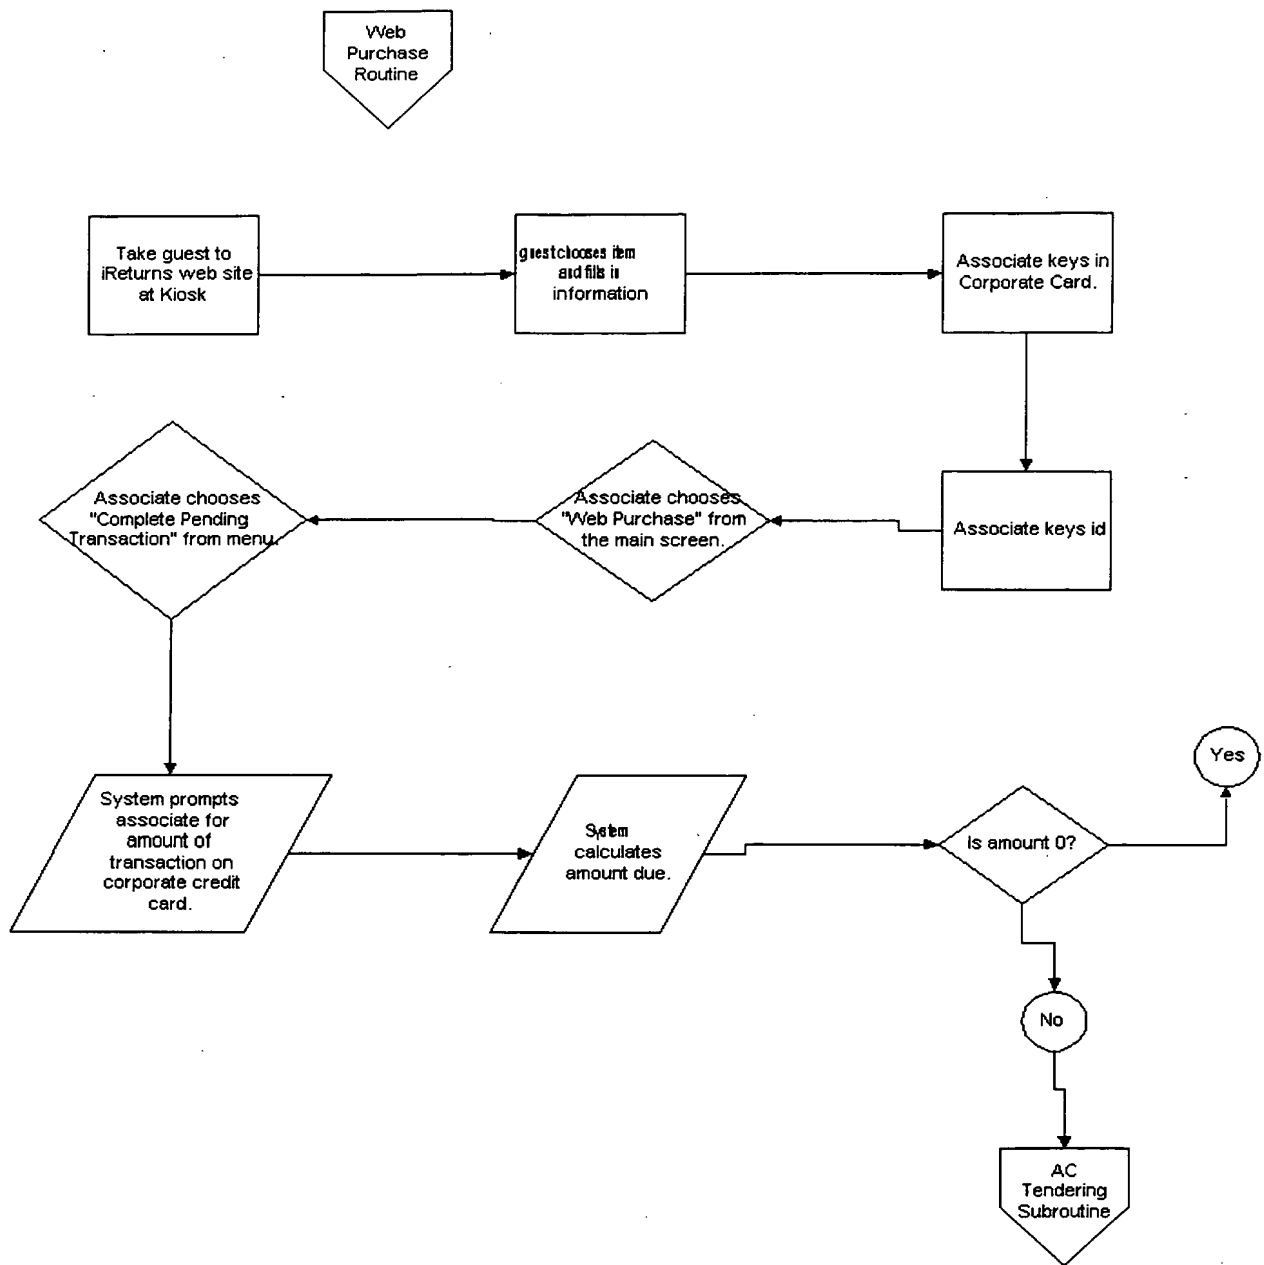 Web
Purchase
Routine
Take guest to
iReturns web site
at Kiosk
guest chooses item
and fills in
information
Associate keys in
Corporate Card.
Associate chooses
"Complete Pending
Transaction" from menu.
Associate chooses
"Web Purchase" from
the main screen.
Associate keys id
System prompts
associate for
amount of
transaction on
corporate credit
card.
System
calculates
amount due.
Is amount 0?
Yes
No
AC
Tendering
Subroutine